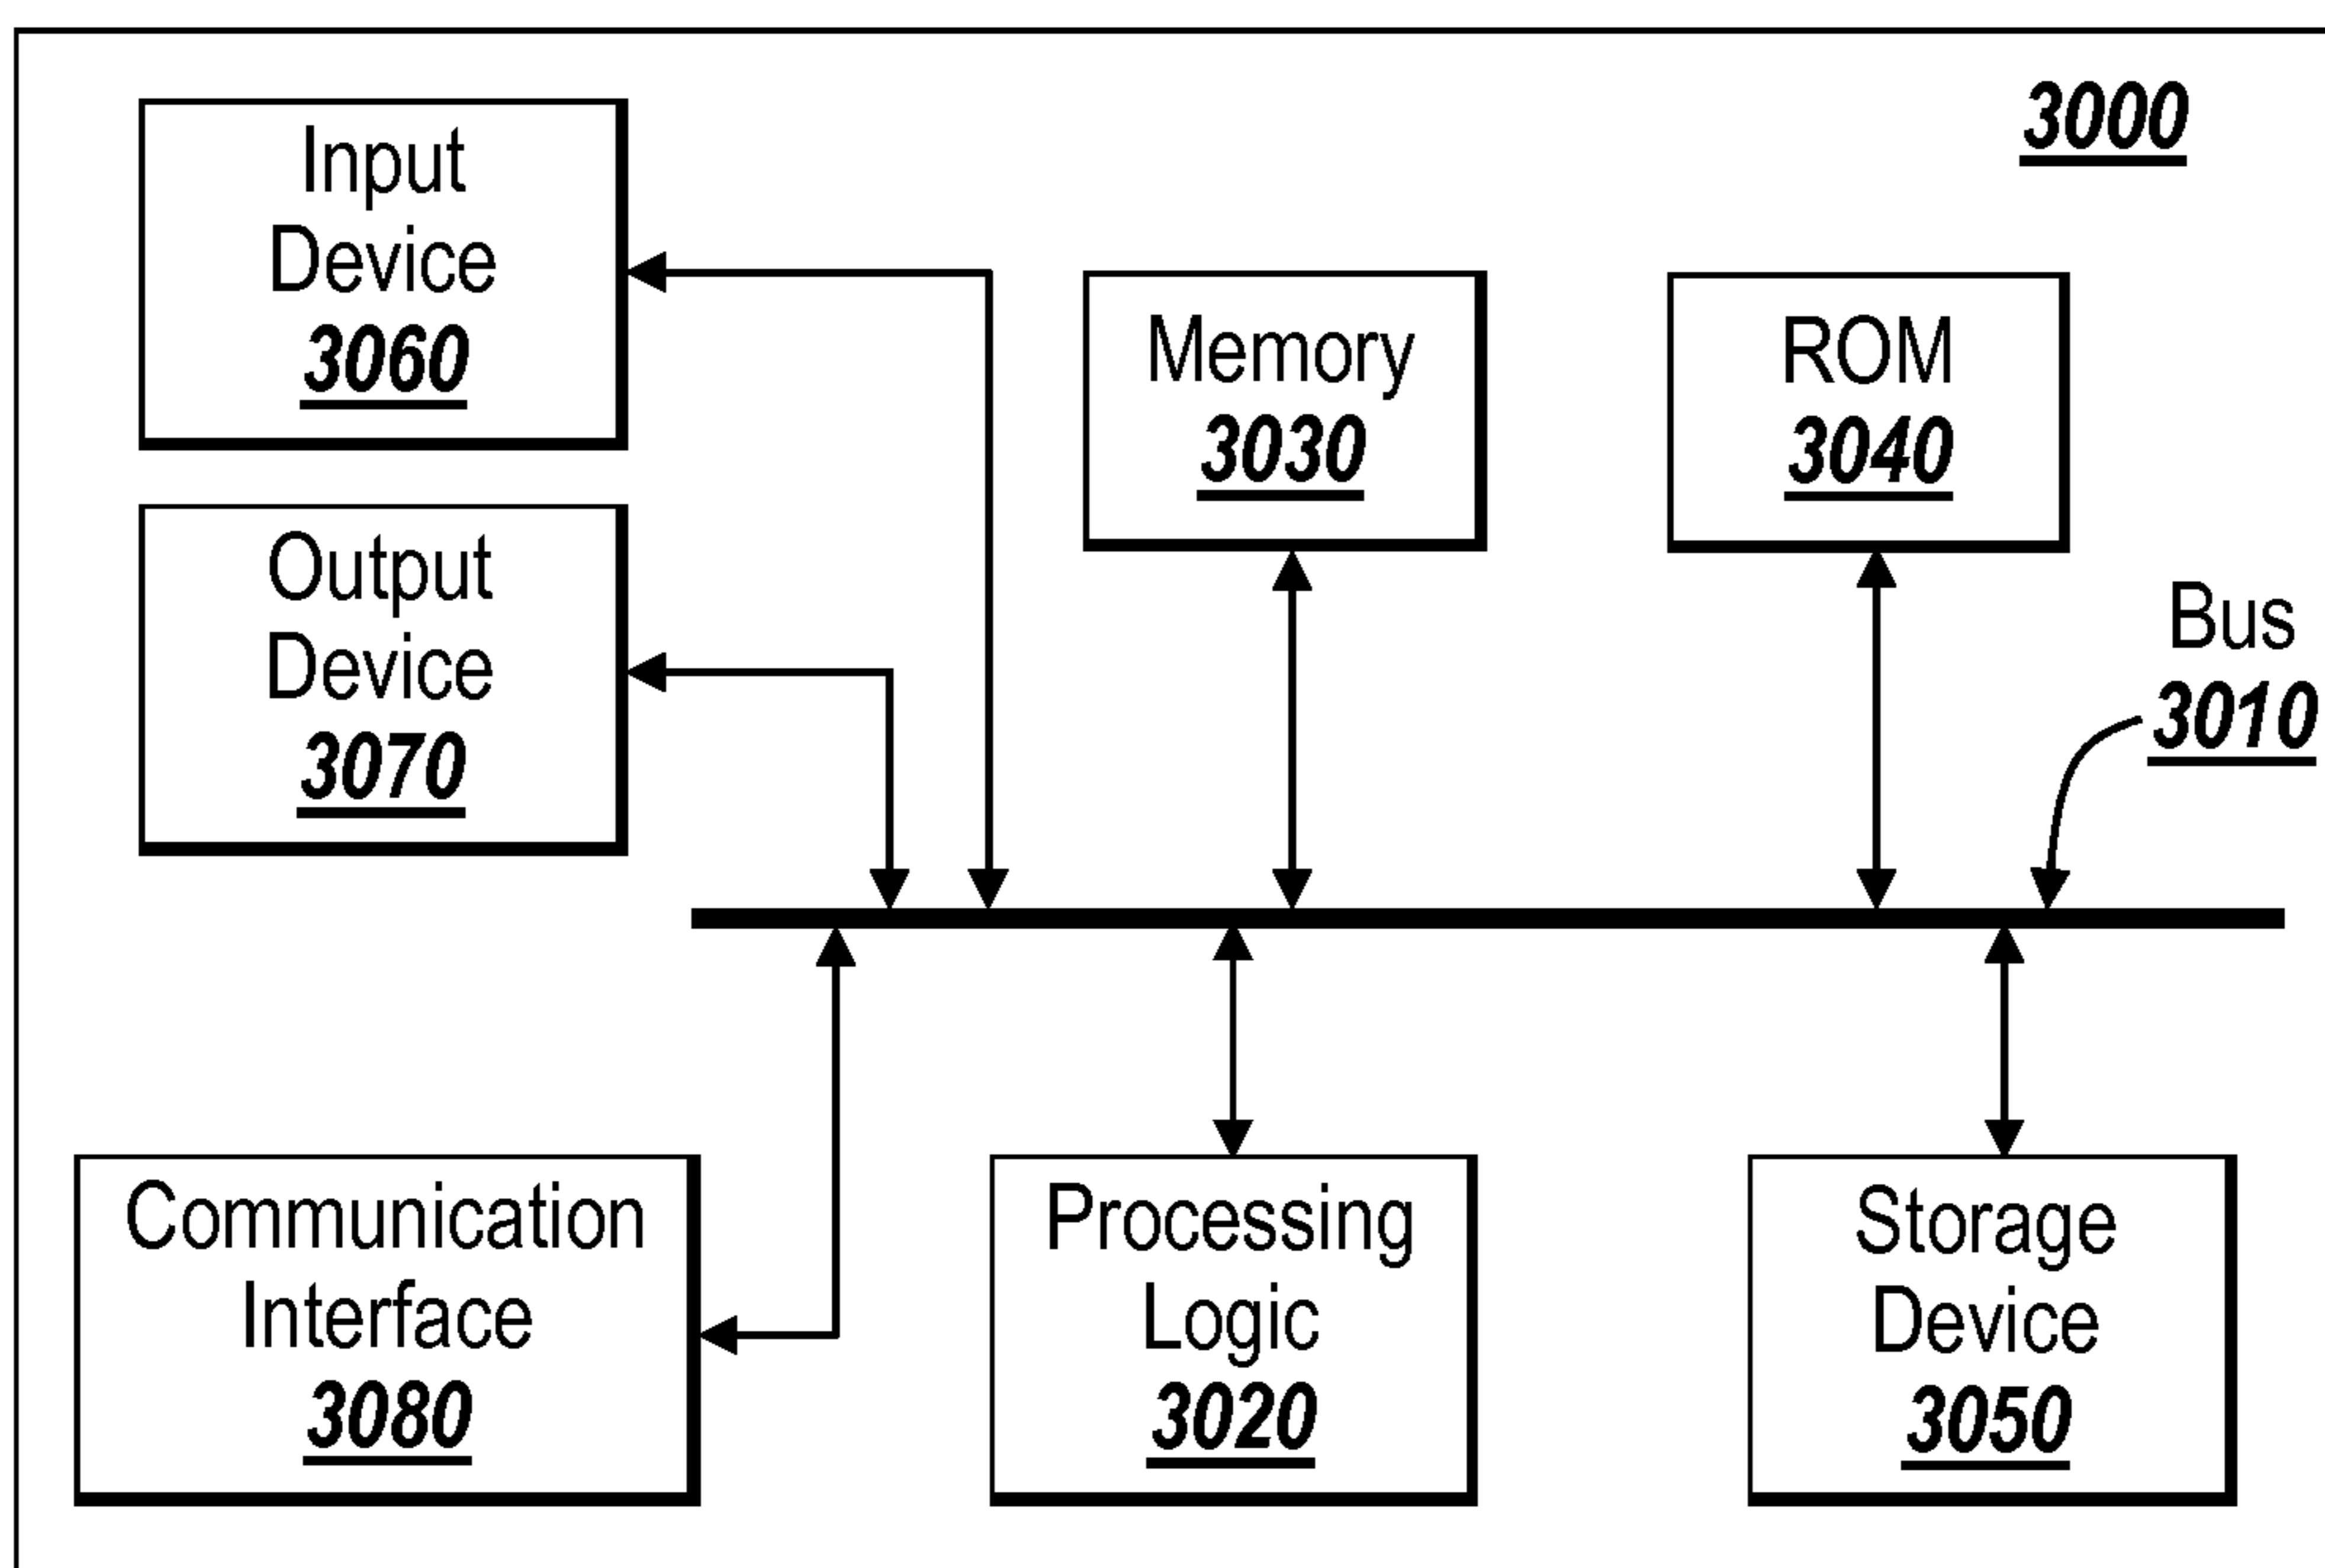 3000
Input
Device
3060
Memory
3030
ROM
3040
Output
Device
3070
Bus
3010
Communication
Interface
3080
Processing
Logic
3020
Storage
Device
3050